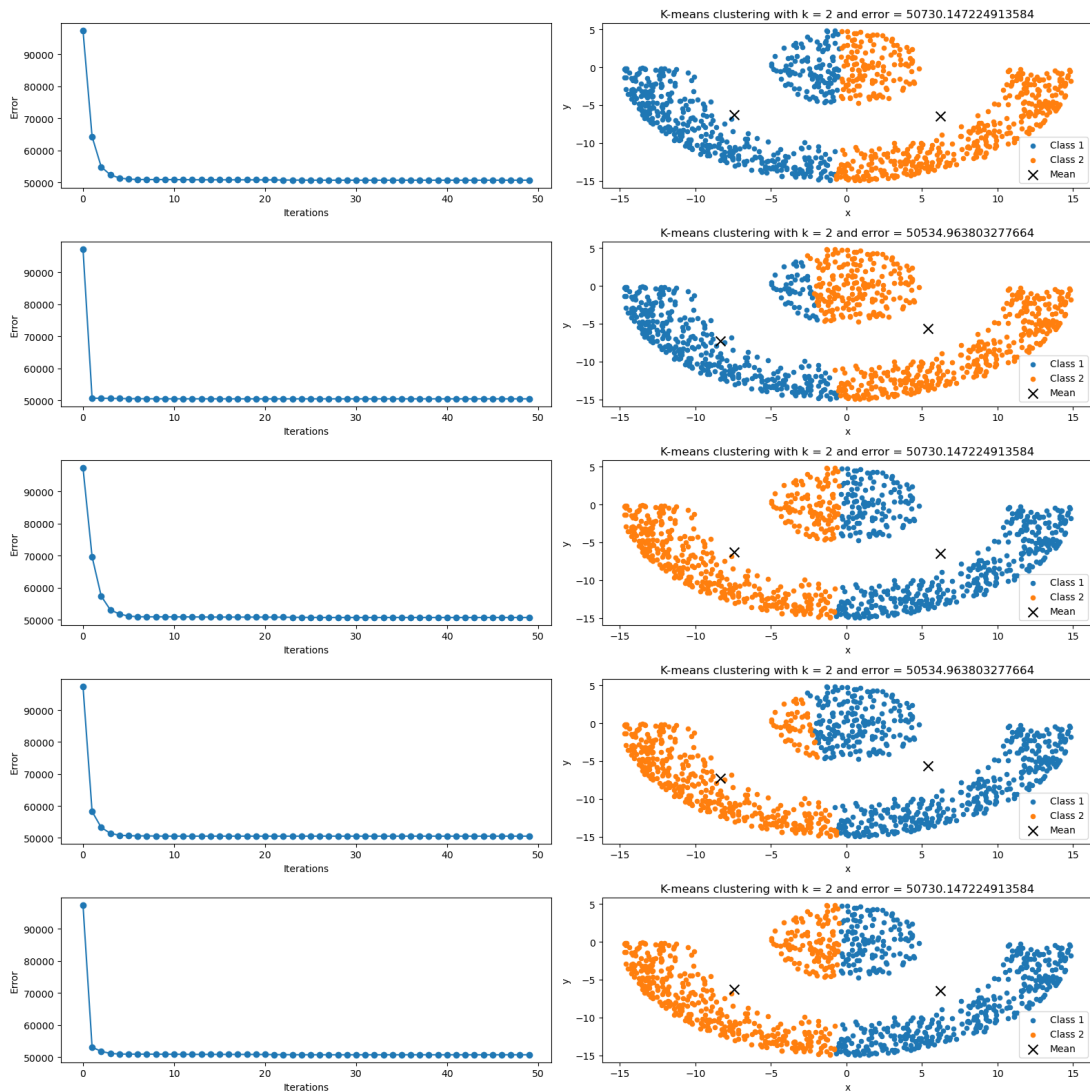 K-means clustering with k = 2 and error = 50730.147224913584
90000
80000
70000
60000
50000
Error
0 10 20 30 40 50
Iterations
5
0
−5
−10
−15
y
−15 −10 −5 0 5 10 15
x
Class 1
Class 2
Mean
K-means clustering with k = 2 and error = 50534.963803277664
90000
80000
70000
60000
50000
Error
0 10 20 30 40 50
Iterations
5
0
−5
−10
−15
y
−15 −10 −5 0 5 10 15
x
Class 1
Class 2
Mean
K-means clustering with k = 2 and error = 50730.147224913584
90000
80000
70000
60000
50000
Error
0 10 20 30 40 50
Iterations
5
0
−5
−10
−15
y
−15 −10 −5 0 5 10 15
x
Class 1
Class 2
Mean
K-means clustering with k = 2 and error = 50534.963803277664
90000
80000
70000
60000
50000
Error
0 10 20 30 40 50
Iterations
5
0
−5
−10
−15
y
−15 −10 −5 0 5 10 15
x
Class 1
Class 2
Mean
K-means clustering with k = 2 and error = 50730.147224913584
90000
80000
70000
60000
50000
Error
0 10 20 30 40 50
Iterations
5
0
−5
−10
−15
y
−15 −10 −5 0 5 10 15
x
Class 1
Class 2
Mean